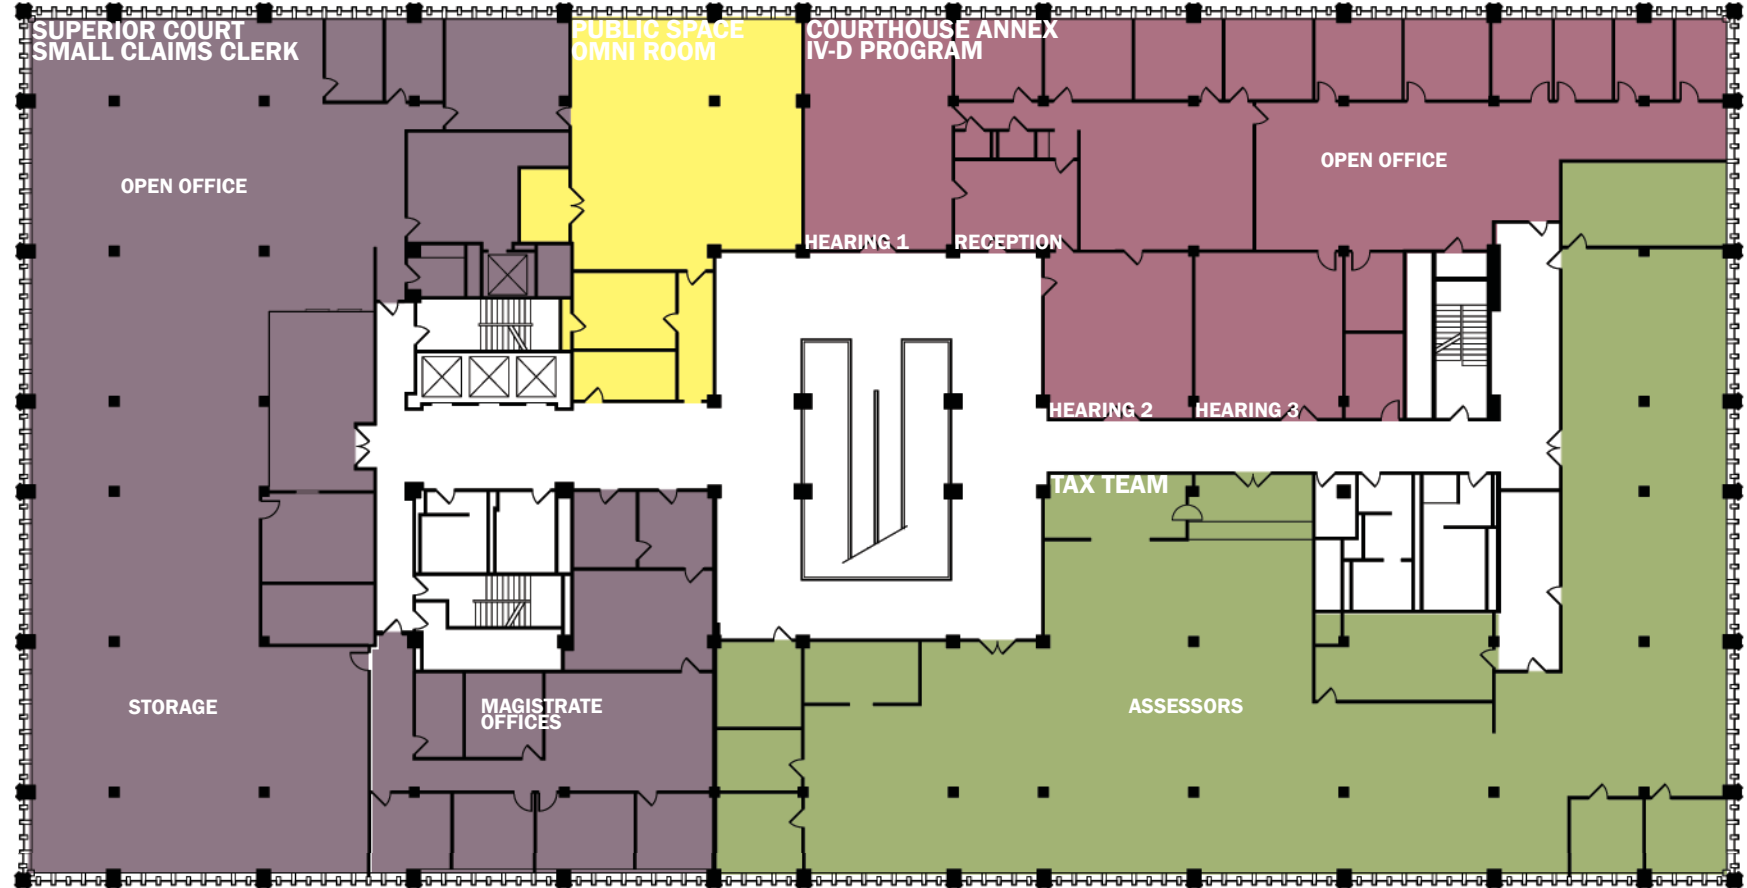 SUPERIOR COURT
SMALL CLAIMS CLERK
PUBLIC SPACE
OMNI ROOM
COURTHOUSE ANNEX
IV-D PROGRAM
OPEN OFFICE
OPEN OFFICE
HEARING 1
RECEPTION
HEARING 2
HEARING 3
TAX TEAM
STORAGE
MAGISTRATE
OFFICES
ASSESSORS